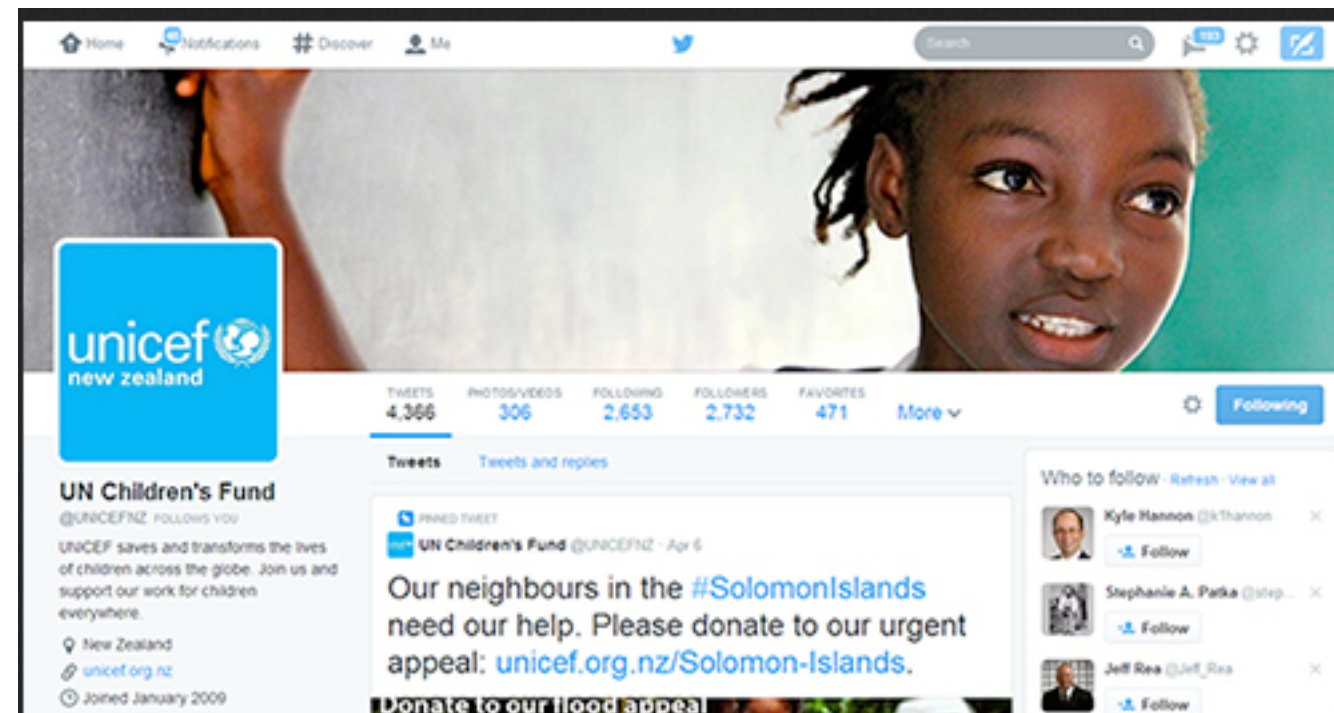 Home
Notifications
Discover
Me
Search
193
unicef
new zealand
TWEETS
4,366
PHOTOS/VIDEOS
306
FOLLOWING
2,653
FOLLOWERS
2,732
FAVORITES
471
More
Following
UN Children's Fund
@UNICEFNZ FOLLOWS YOU
UNICEF saves and transforms the lives
of children across the globe. Join us and
support our work for children
everywhere.
New Zealand
unicef.org.nz
Joined January 2009
Tweets
Tweets and replies
PINNED TWEET
UN Children's Fund @UNICEFNZ · Apr 6
Our neighbours in the #SolomonIslands
need our help. Please donate to our urgent
appeal: unicef.org.nz/Solomon-Islands.
Donate to our flood appeal
Who to follow · Refresh · View all
Kyle Hannon @k1hannon
Follow
Stephanie A. Patka @step...
Follow
Jeff Rea @Jeff_Rea
Follow